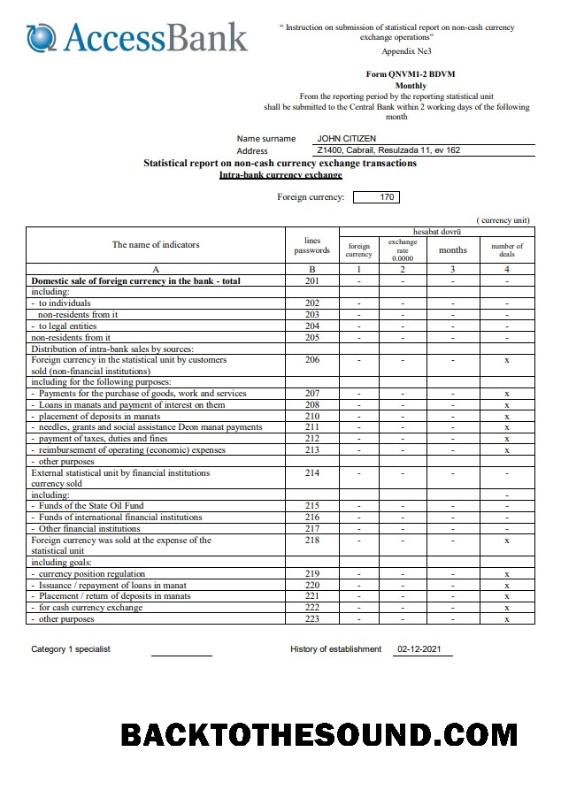 AccessBank
“ Instruction on submission of statistical report on non-cash currency
exchange operations”
Appendix №3
Form QNVM1-2 BDVM
Monthly
From the reporting period by the reporting statistical unit
shall be submitted to the Central Bank within 2 working days of the following
month
Name surname JOHN CITIZEN
Address Z1400, Cabrail, Resulzada 11, ev 162
Statistical report on non-cash currency exchange transactions
Intra-bank currency exchange
Foreign currency: 170
( currency unit)
The name of indicators lines passwords hesabat dovrü
foreign currency exchange rate 0.0000 months number of deals
A B 1 2 3 4
Domestic sale of foreign currency in the bank - total 201 - - - -
including:
- to individuals 202 - - - -
non-residents from it 203 - - - -
- to legal entities 204 - - - -
non-residents from it 205 - - - -
Distribution of intra-bank sales by sources:
Foreign currency in the statistical unit by customers 206 - - - x
sold (non-financial institutions)
including for the following purposes:
- Payments for the purchase of goods, work and services 207 - - - x
- Loans in manats and payment of interest on them 208 - - - x
- placement of deposits in manats 210 - - - x
- needles, grants and social assistance Deon manat payments 211 - - - x
- payment of taxes, duties and fines 212 - - - x
- reimbursement of operating (economic) expenses 213 - - - x
- other purposes
External statistical unit by financial institutions 214 - - - -
currency sold
including: -
- Funds of the State Oil Fund 215 - - - -
- Funds of international financial institutions 216 - - - -
- Other financial institutions 217 - - - -
Foreign currency was sold at the expense of the 218 - - - x
statistical unit
including goals:
- currency position regulation 219 - - - x
- Issuance / repayment of loans in manat 220 - - - x
- Placement / return of deposits in manats 221 - - - x
- for cash currency exchange 222 - - - x
- other purposes 223 - - - x
Category 1 specialist History of establishment 02-12-2021
BACKTOTHESOUND.COM